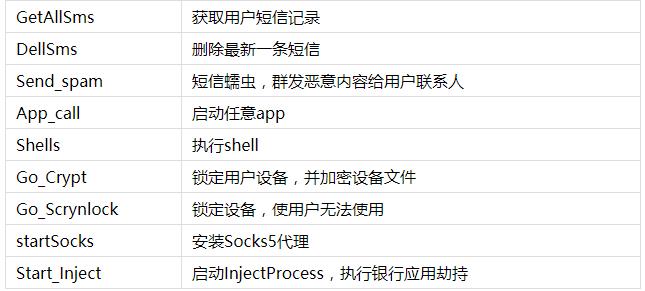 GetAllSms 获取用户短信记录
DellSms 删除最新一条短信
Send_spam 短信蠕虫，群发恶意内容给用户联系人
App_call 启动任意app
Shells 执行shell
Go_Crypt 锁定用户设备，并加密设备文件
Go_Scrynlock 锁定设备，使用户无法使用
startSocks 安装Socks5代理
Start_Inject 启动InjectProcess，执行银行应用劫持